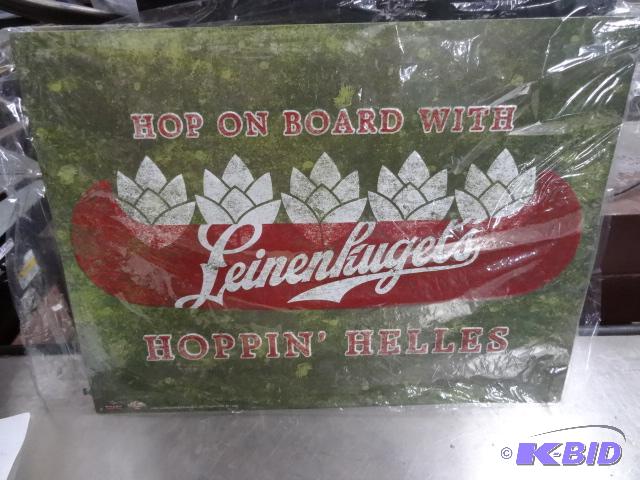 HOP ON BOARD WITH
Leinenkugel's
HOPPIN' HELLES
© K-BID